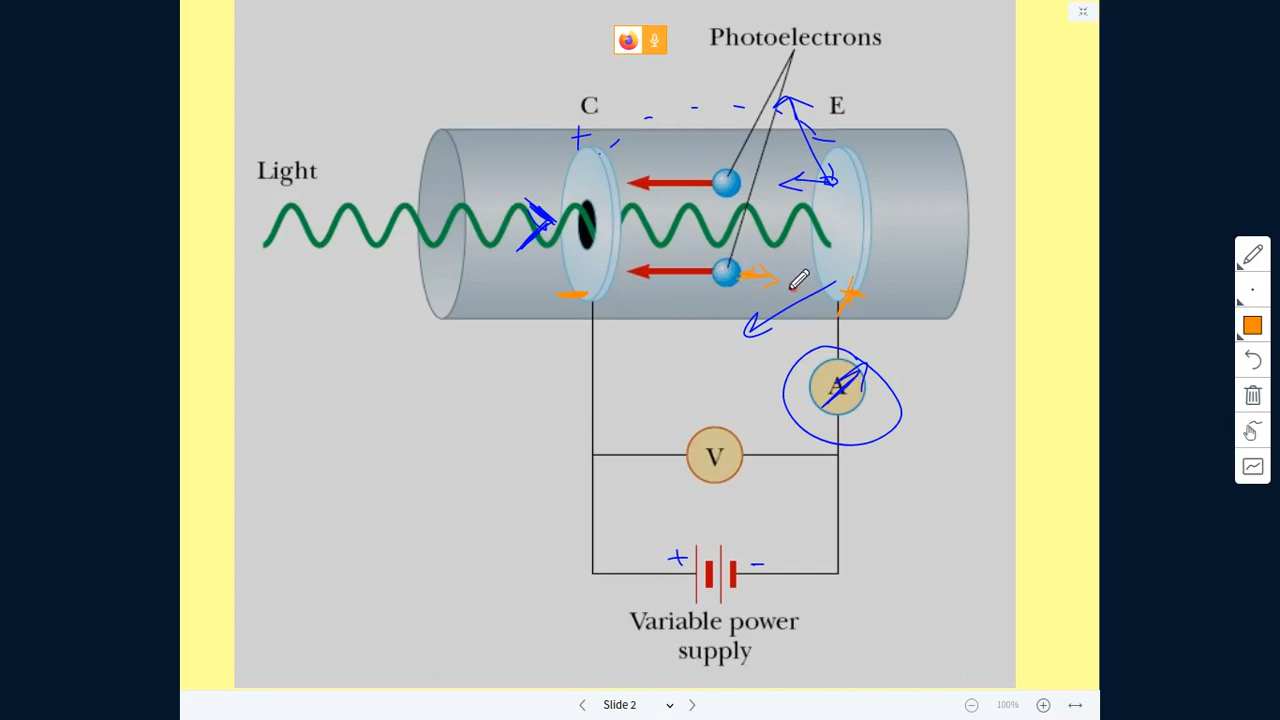 Photoelectrons
C
E
Light
A
V
+ -
Variable power
supply
Slide 2
100%